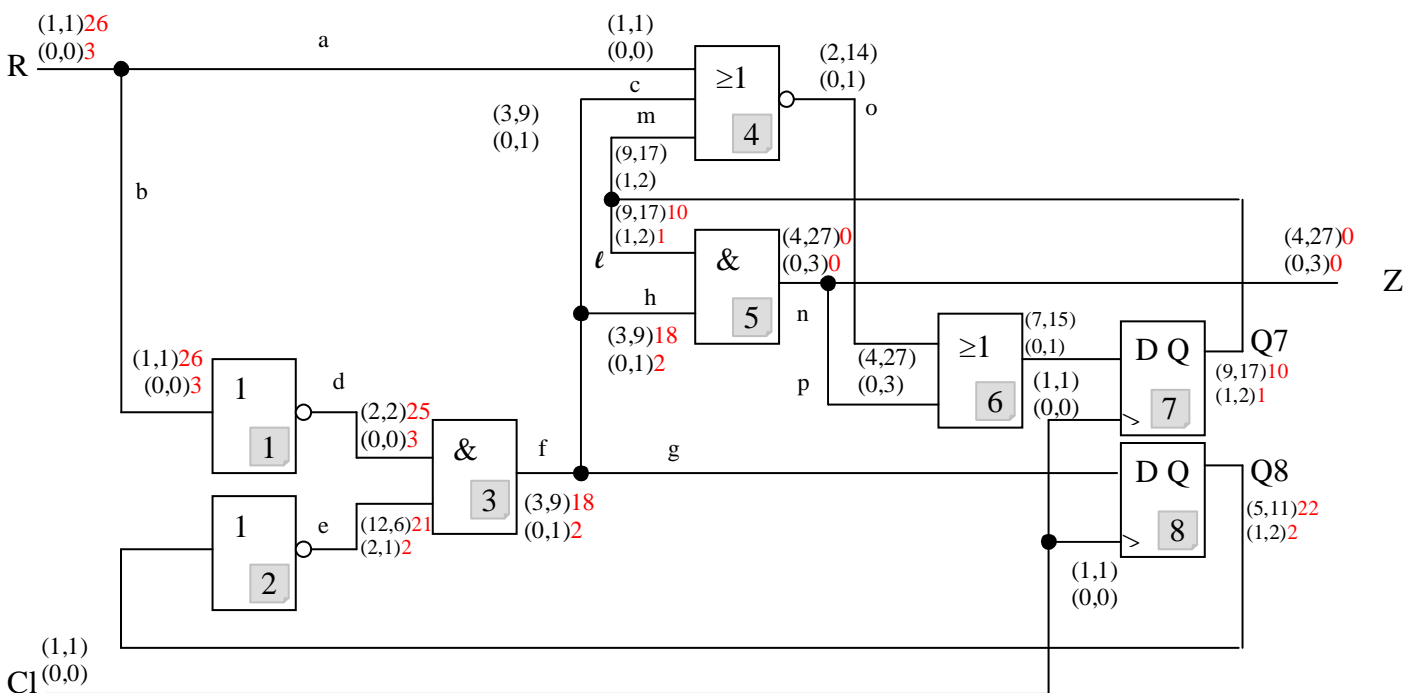 (1,1)26
(0,0)3
R
a
(1,1)
(0,0)
≥1
4
(2,14)
(0,1)
o
c
(3,9)
(0,1)
m
(9,17)
(1,2)
b
(9,17)10
(1,2)1
ℓ
&
5
(4,27)0
(0,3)0
(4,27)0
(0,3)0
Z
h
(3,9)18
(0,1)2
n
p
(4,27)
(0,3)
≥1
6
(7,15)
(0,1)
(1,1)
(0,0)
D Q
7
>
Q7
(9,17)10
(1,2)1
(1,1)26
(0,0)3
1
1
d
(2,2)25
(0,0)3
&
3
f
g
(3,9)18
(0,1)2
D Q
8
>
Q8
(5,11)22
(1,2)2
1
2
e
(12,6)21
(2,1)2
(1,1)
(0,0)
(1,1)
(0,0)
Cl